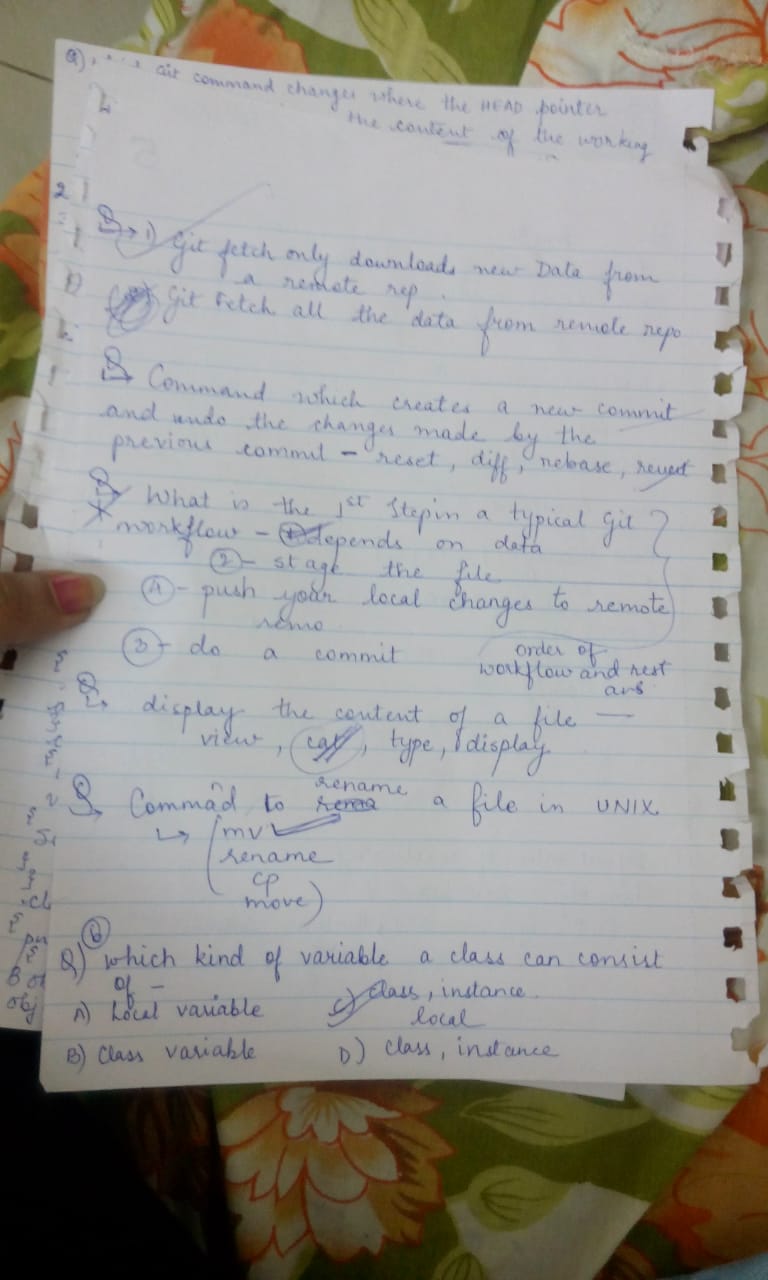 Q) Git command changes where the HEAD pointer
the content of the working
2
Q → 1) Git fetch only downloads new Data from
a remote rep.
Git Fetch all the data from remote repo
Q Command which creates a new commit
and undo the changes made by the
previous commit - reset, diff, rebase, revert
Q What is the 1st Step in a typical Git
workflow - depends on data
2 - stage the file
4 - push your local changes to remote
remo
3 - do a commit
order of
workflow and rest
ans
Q display the content of a file —
view, cat, type, display
rename
Q Command to a file in UNIX.
↳ (mv
rename
cp
move)
6
Q) which kind of variable a class can consist
of -
A) Local variable
C) class, instance
local
B) Class variable
D) class, instance